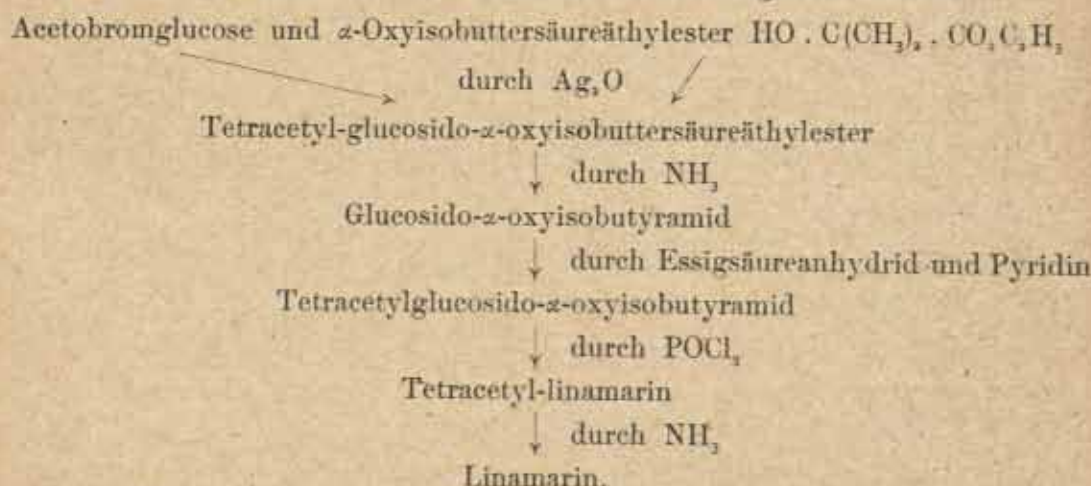 Acetobromglucose und α-Oxyisobuttersäureäthylester HO . C(CH₃)₂ . CO₂C₂H₅
durch Ag₂O
Tetracetyl-glucosido-α-oxyisobuttersäureäthylester
↓ durch NH₃
Glucosido-α-oxyisobutyramid
↓ durch Essigsäureanhydrid und Pyridin
Tetracetylglucosido-α-oxyisobutyramid
↓ durch POCl₃
Tetracetyl-linamarin
↓ durch NH₃
Linamarin.